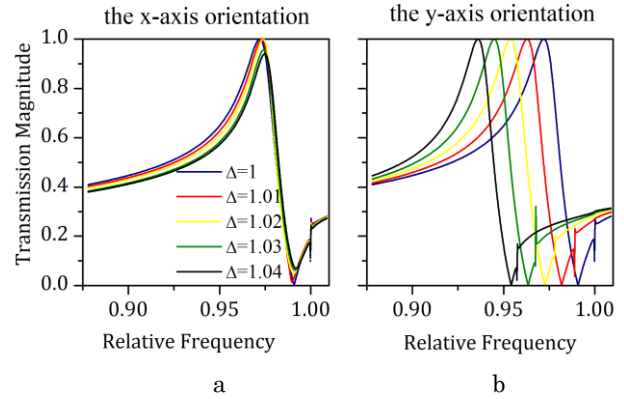 the x-axis orientation
the y-axis orientation
Transmission Magnitude
1.0
0.8
0.6
0.4
0.2
0.0
Δ=1
Δ=1.01
Δ=1.02
Δ=1.03
Δ=1.04
0.90 0.95 1.00
0.90 0.95 1.00
Relative Frequency
Relative Frequency
a
b